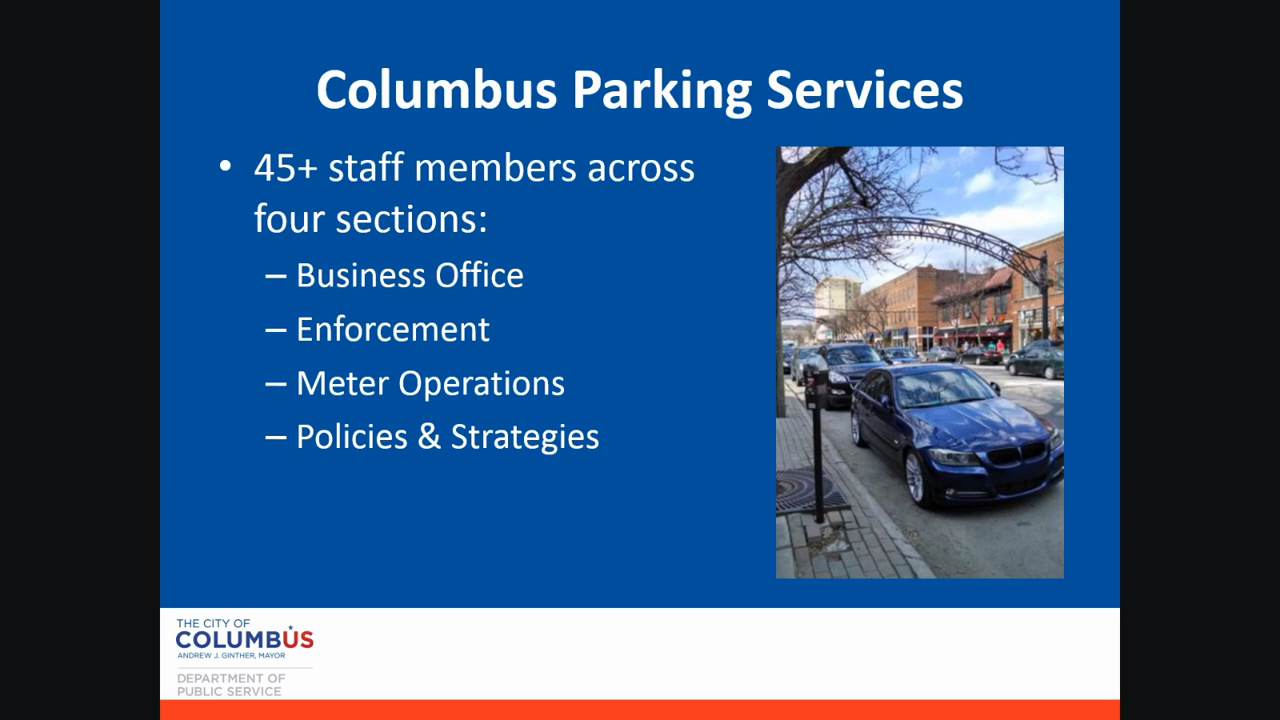 Columbus Parking Services
• 45+ staff members across
four sections:
– Business Office
– Enforcement
– Meter Operations
– Policies & Strategies
THE CITY OF
COLUMBUS
ANDREW J. GINTHER, MAYOR
DEPARTMENT OF
PUBLIC SERVICE